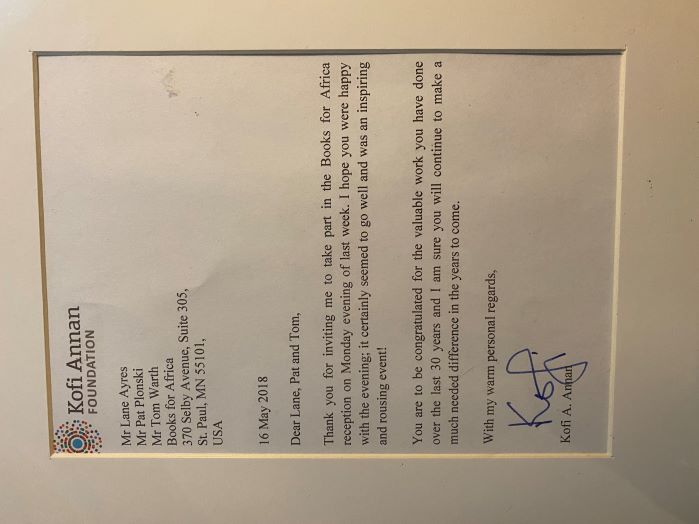 Kofi Annan
FOUNDATION
Mr Lane Ayres
Mr Pat Plonski
Mr Tom Warth
Books for Africa
370 Selby Avenue, Suite 305,
St. Paul, MN 55101,
USA
16 May 2018
Dear Lane, Pat and Tom,
Thank you for inviting me to take part in the Books for Africa
reception on Monday evening of last week. I hope you were happy
with the evening; it certainly seemed to go well and was an inspiring
and rousing event!
You are to be congratulated for the valuable work you have done
over the last 30 years and I am sure you will continue to make a
much needed difference in the years to come.
With my warm personal regards,
Kofi
Kofi A. Annan